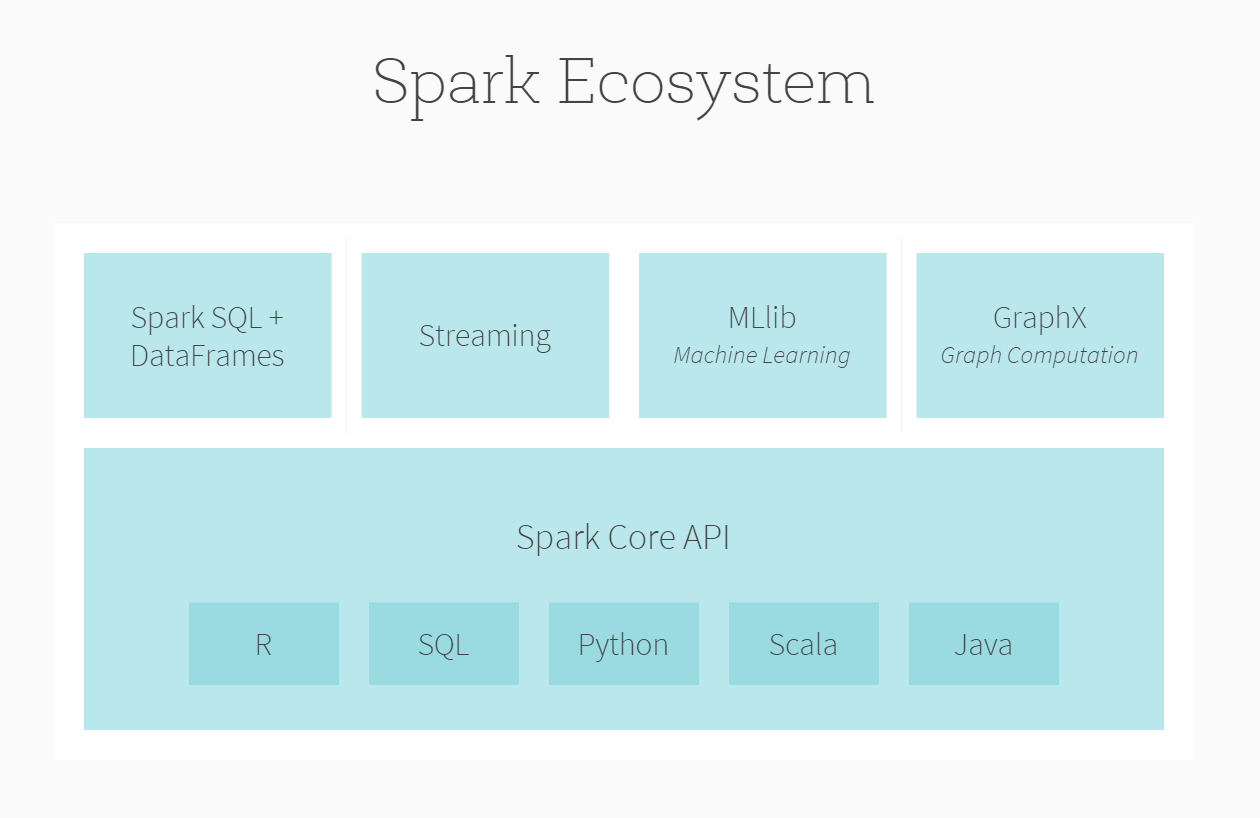 Spark Ecosystem
Spark SQL +
DataFrames
Streaming
MLlib
Machine Learning
GraphX
Graph Computation
Spark Core API
R
SQL
Python
Scala
Java